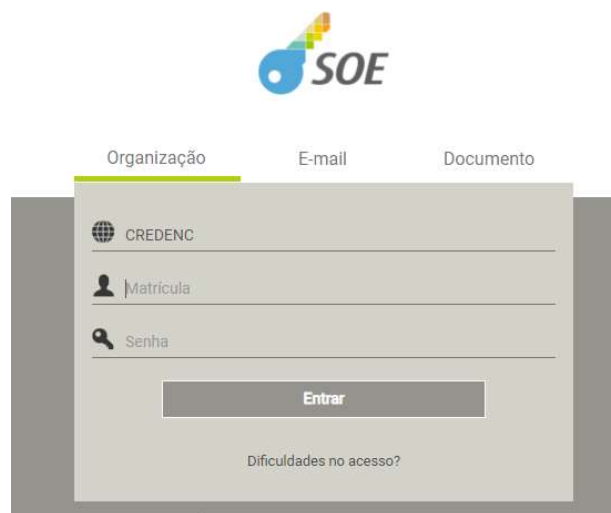 SOE
Organização E-mail Documento
CREDENC
Matrícula
Senha
Entrar
Dificuldades no acesso?